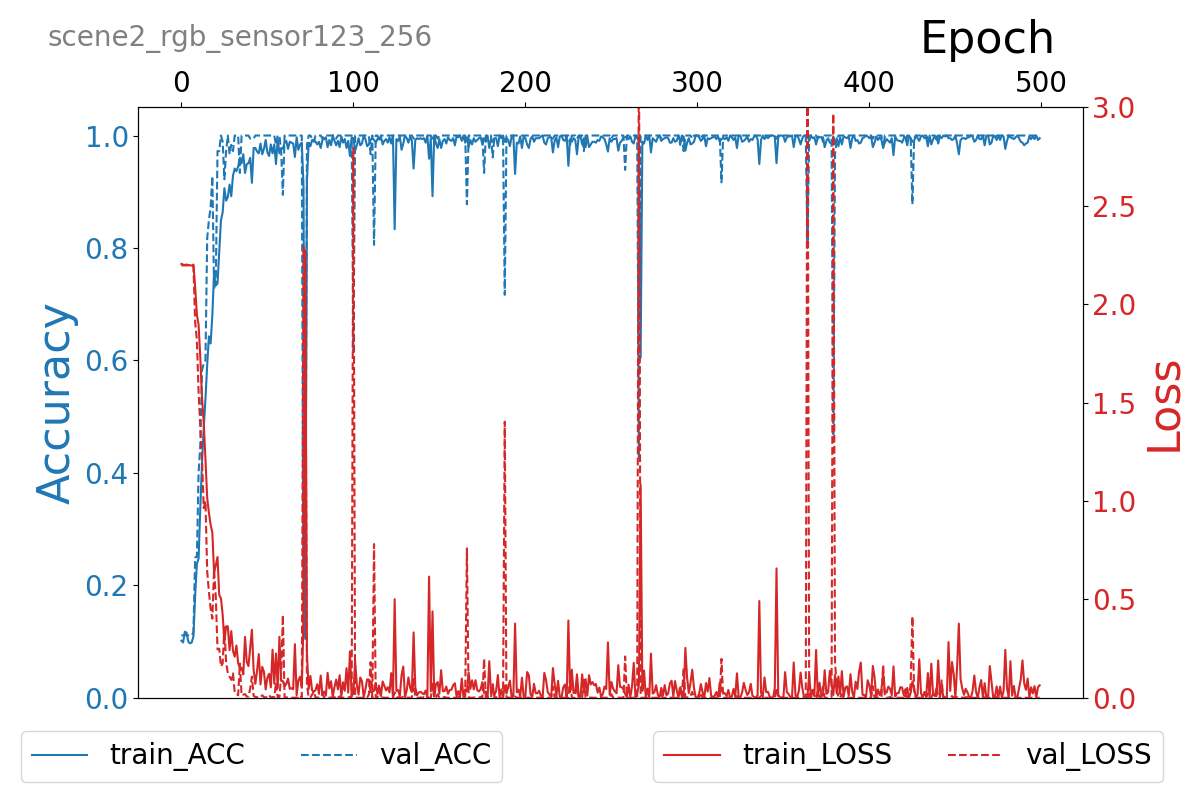 scene2_rgb_sensor123_256
Epoch
0 100 200 300 400 500
1.0
0.8
0.6
0.4
0.2
0.0
Accuracy
3.0
2.5
2.0
1.5
1.0
0.5
0.0
Loss
train_ACC val_ACC
train_LOSS val_LOSS